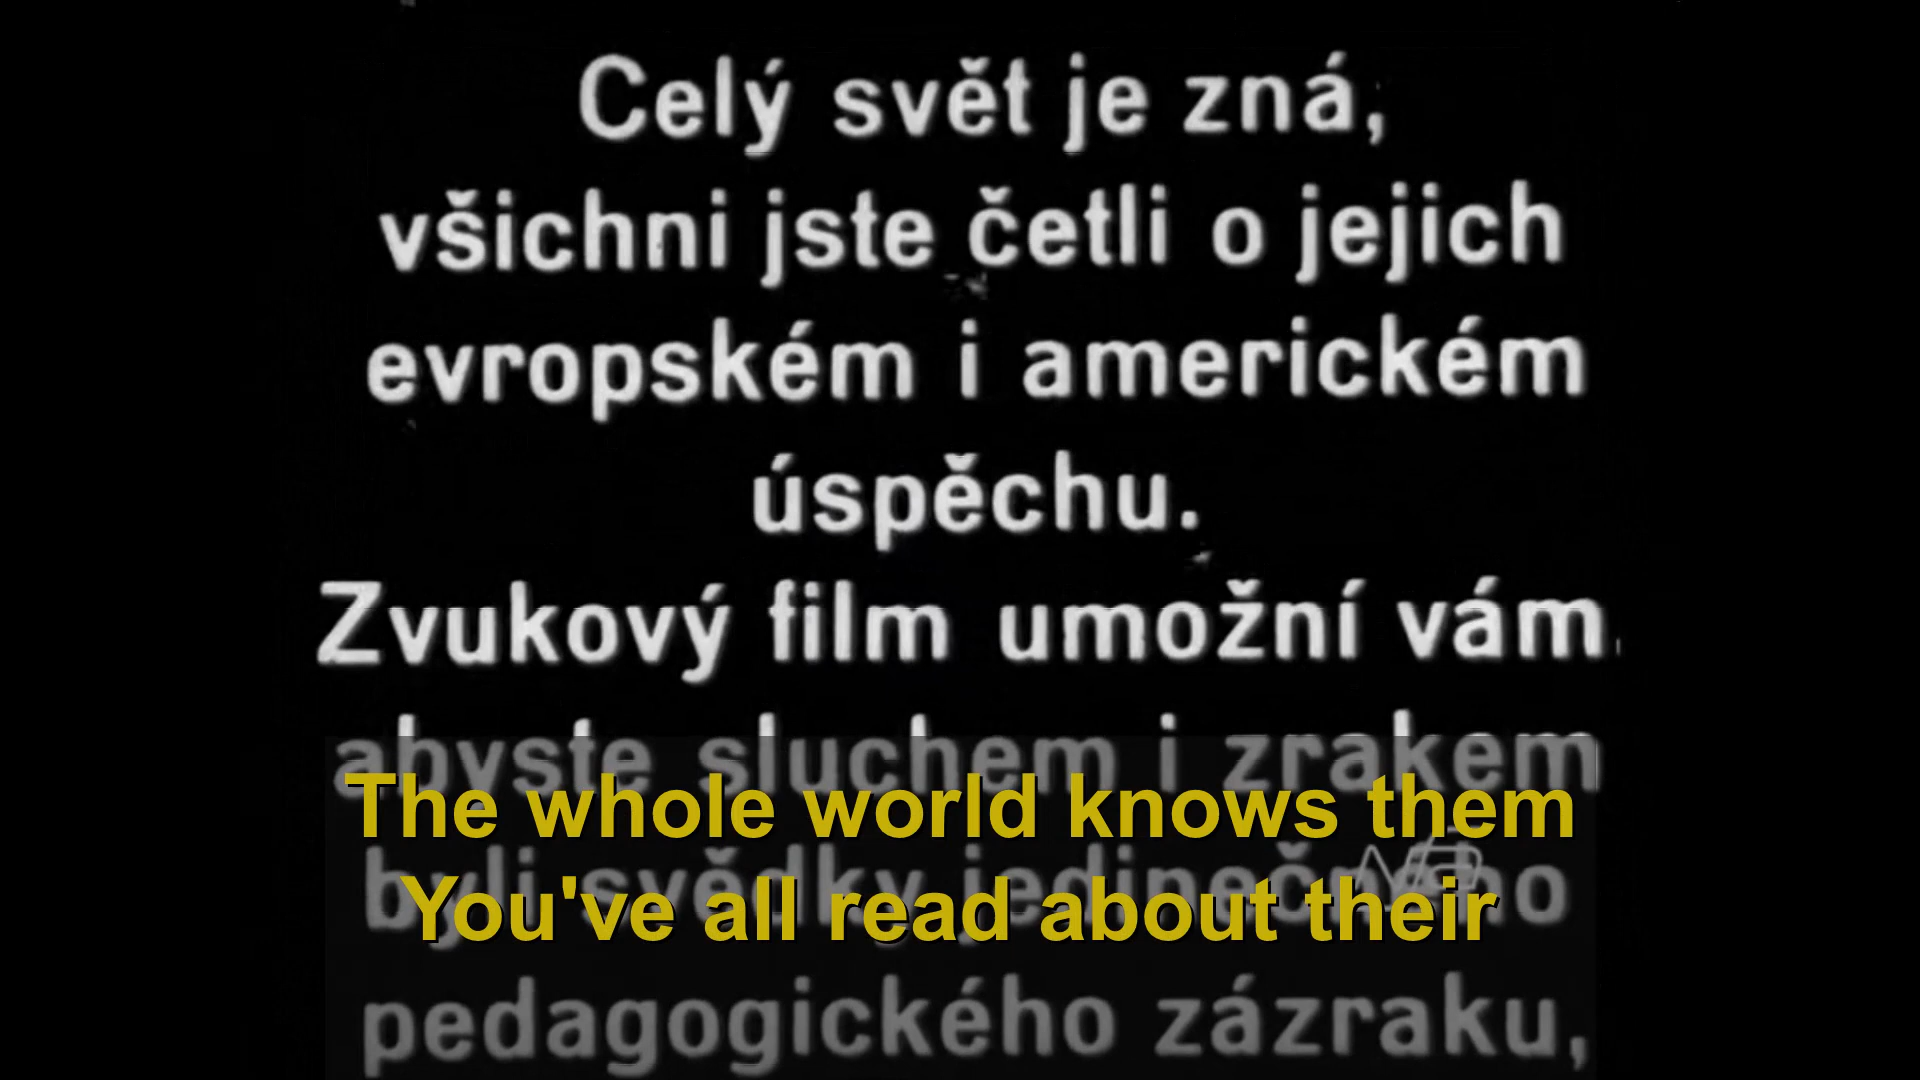 Celý svět je zná,
všichni jste četli o jejich
evropském i americkém
úspěchu.
Zvukový film umožní vám
abyste sluchem i zrakem
The whole world knows them
byli svědky jedinečného
You've all read about their
pedagogického zázraku,